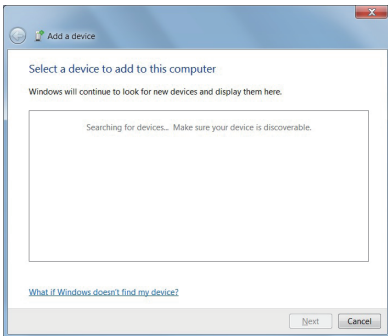 Add a device
Select a device to add to this computer
Windows will continue to look for new devices and display them here.
Searching for devices... Make sure your device is discoverable.
What if Windows doesn't find my device?
Next Cancel